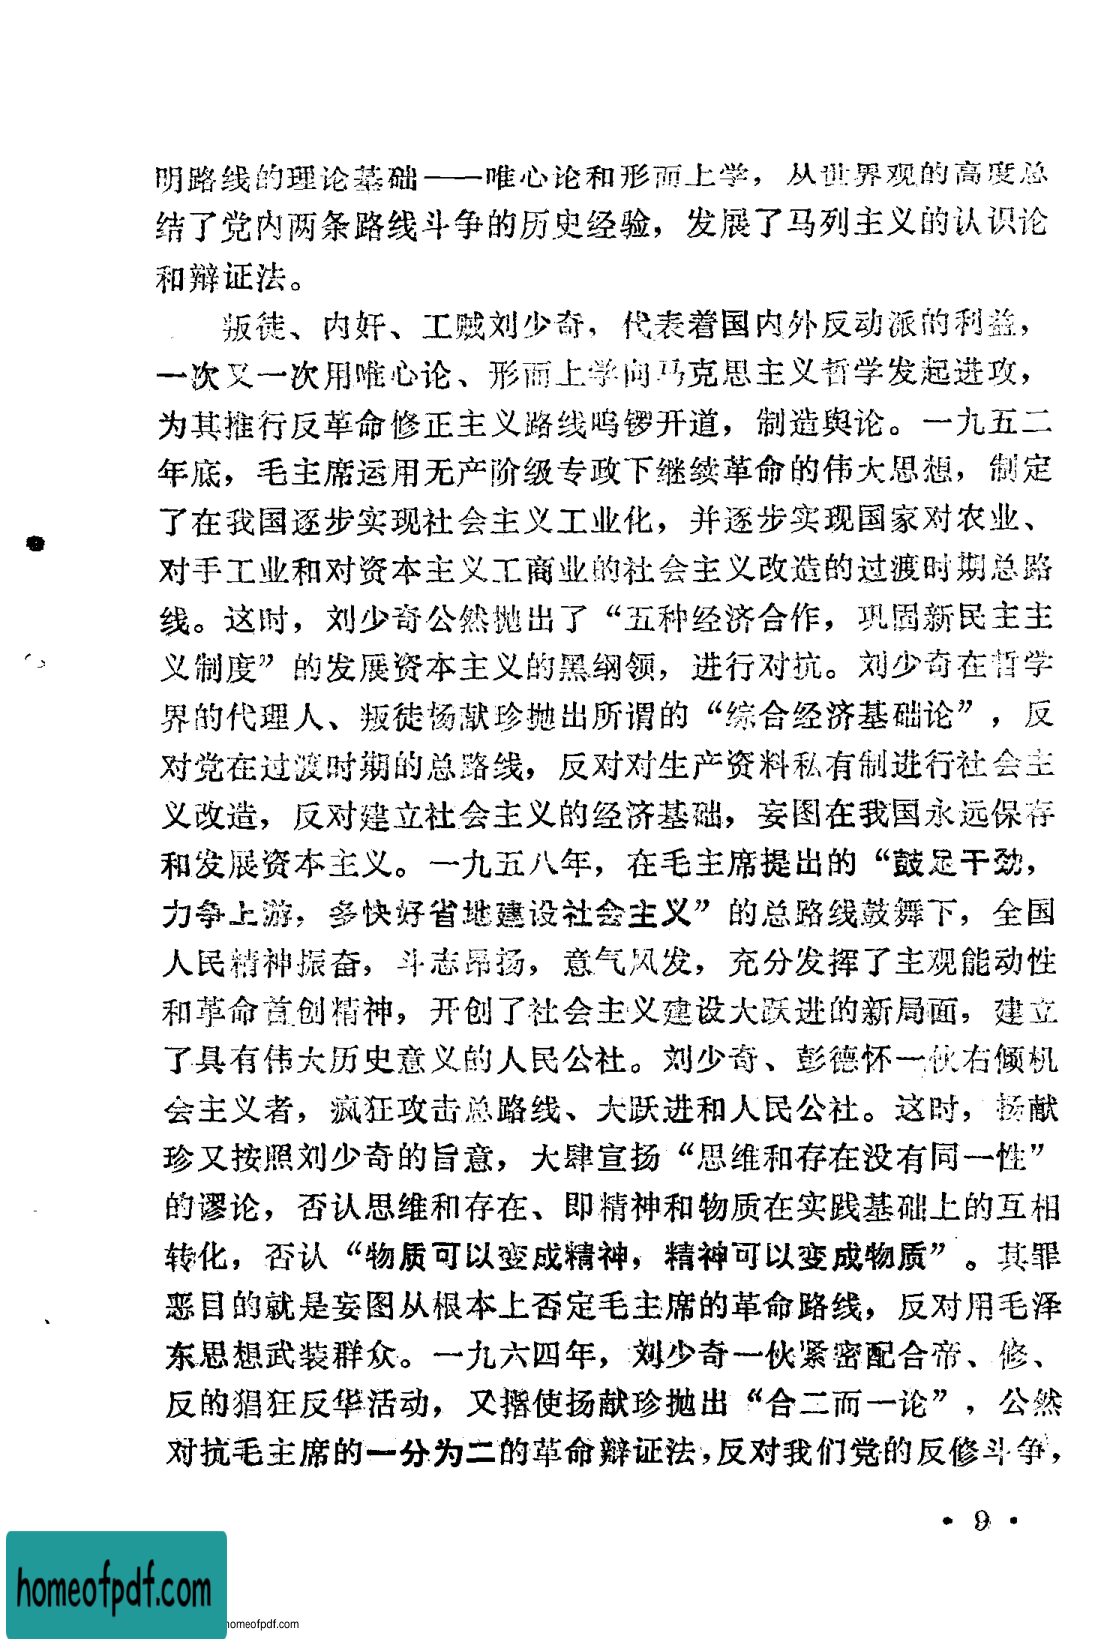 明路线的理论基础——唯心论和形而上学，从世界观的高度总
结了党内两条路线斗争的历史经验，发展了马列主义的认识论
和辩证法。
叛徒、内奸、工贼刘少奇，代表着国内外反动派的利益，
一次又一次用唯心论、形而上学向马克思主义哲学发起进攻，
为其推行反革命修正主义路线鸣锣开道，制造舆论。一九五二
年底，毛主席运用无产阶级专政下继续革命的伟大思想，制定
了在我国逐步实现社会主义工业化，并逐步实现国家对农业、
对手工业和对资本主义工商业的社会主义改造的过渡时期总路
线。这时，刘少奇公然抛出了“五种经济合作，巩固新民主主
义制度”的发展资本主义的黑纲领，进行对抗。刘少奇在哲学
界的代理人、叛徒杨献珍抛出所谓的“综合经济基础论”，反
对党在过渡时期的总路线，反对对生产资料私有制进行社会主
义改造，反对建立社会主义的经济基础，妄图在我国永远保存
和发展资本主义。一九五八年，在毛主席提出的“鼓足干劲，
力争上游，多快好省地建设社会主义”的总路线鼓舞下，全国
人民精神振奋，斗志昂扬，意气风发，充分发挥了主观能动性
和革命首创精神，开创了社会主义建设大跃进的新局面，建立
了具有伟大历史意义的人民公社。刘少奇、彭德怀一伙右倾机
会主义者，疯狂攻击总路线、大跃进和人民公社。这时，杨献
珍又按照刘少奇的旨意，大肆宣扬“思维和存在没有同一性”
的谬论，否认思维和存在、即精神和物质在实践基础上的互相
转化，否认“物质可以变成精神，精神可以变成物质”。其罪
恶目的就是妄图从根本上否定毛主席的革命路线，反对用毛泽
东思想武装群众。一九六四年，刘少奇一伙紧密配合帝、修、
反的猖狂反华活动，又撸使扬献珍抛出“合二而一论”，公然
对抗毛主席的一分为二的革命辩证法，反对我们党的反修斗争，
• 9 •
homeofpdf.com
homeofpdf.com